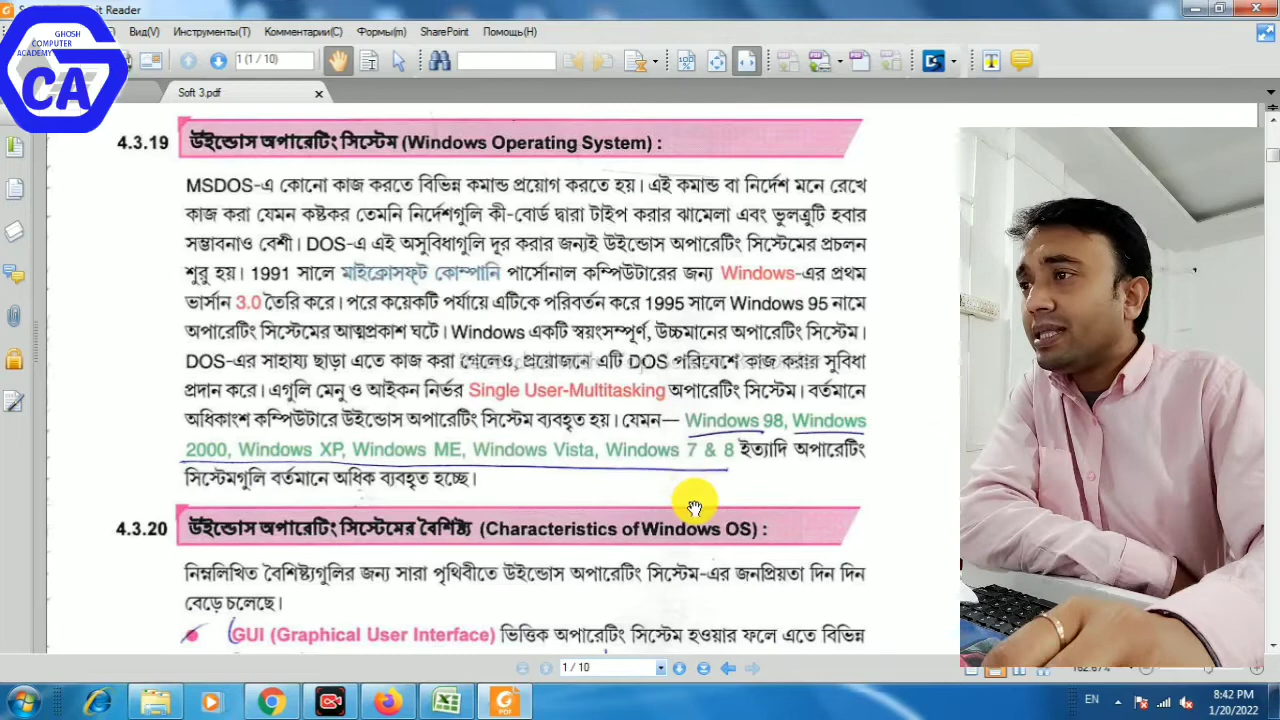 GHOSH
COMPUTER
ACADEMY
CA
it Reader
Вид(V) Инструменты(T) Комментарии(C) Формы(m) SharePoint Помощь(H)
1 (1 / 10)
Soft 3.pdf
4.3.19 উইন্ডোস অপারেটিং সিস্টেম (Windows Operating System) :
MSDOS-এ কোনো কাজ করতে বিভিন্ন কমান্ড প্রয়োগ করতে হয়। এই কমান্ড বা নির্দেশ মনে রেখে
কাজ করা যেমন কষ্টকর তেমনি নির্দেশগুলি কী-বোর্ড দ্বারা টাইপ করার ঝামেলা এবং ভুলত্রুটি হবার
সম্ভাবনাও বেশী। DOS-এ এই অসুবিধাগুলি দূর করার জন্যই উইন্ডোস অপারেটিং সিস্টেমের প্রচলন
শুরু হয়। 1991 সালে মাইক্রোসফ্ট কোম্পানি পার্সোনাল কম্পিউটারের জন্য Windows-এর প্রথম
ভার্সান 3.0 তৈরি করে। পরে কয়েকটি পর্যায়ে এটিকে পরিবর্তন করে 1995 সালে Windows 95 নামে
অপারেটিং সিস্টেমের আত্মপ্রকাশ ঘটে। Windows একটি স্বয়ংসম্পূর্ণ, উচ্চমানের অপারেটিং সিস্টেম।
DOS-এর সাহায্য ছাড়া এতে কাজ করা গেলেও, প্রয়োজনে এটি DOS পরিবেশে কাজ করার সুবিধা
প্রদান করে। এগুলি মেনু ও আইকন নির্ভর Single User-Multitasking অপারেটিং সিস্টেম। বর্তমানে
অধিকাংশ কম্পিউটারে উইন্ডোস অপারেটিং সিস্টেম ব্যবহৃত হয়। যেমন— Windows 98, Windows
2000, Windows XP, Windows ME, Windows Vista, Windows 7 & 8 ইত্যাদি অপারেটিং
সিস্টেমগুলি বর্তমানে অধিক ব্যবহৃত হচ্ছে।
4.3.20 উইন্ডোস অপারেটিং সিস্টেমের বৈশিষ্ট্য (Characteristics of Windows OS) :
নিম্নলিখিত বৈশিষ্ট্যগুলির জন্য সারা পৃথিবীতে উইন্ডোস অপারেটিং সিস্টেম-এর জনপ্রিয়তা দিন দিন
বেড়ে চলেছে।
GUI (Graphical User Interface) ভিত্তিক অপারেটিং সিস্টেম হওয়ার ফলে এতে বিভিন্ন
1 / 10
EN 8:42 PM
1/20/2022